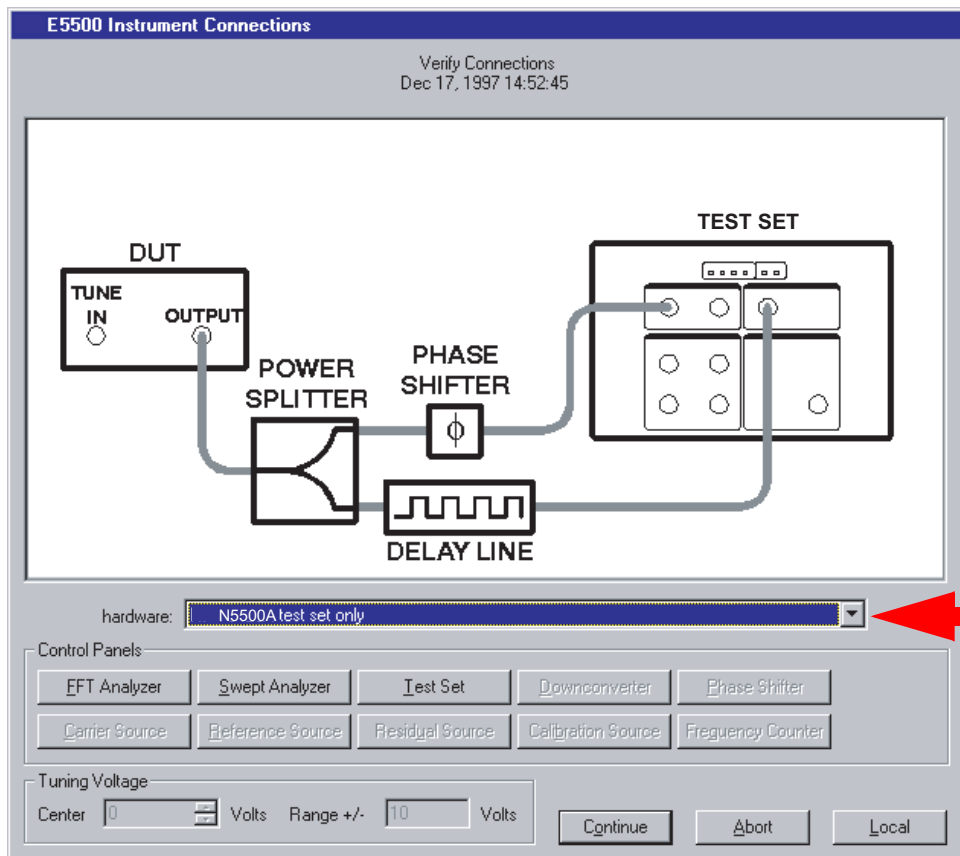 E5500 Instrument Connections
Verify Connections
Dec 17, 1997 14:52:45
TEST SET
DUT
TUNE
IN
OUTPUT
POWER
SPLITTER
PHASE
SHIFTER
ϕ
DELAY LINE
hardware: N5500A test set only
Control Panels
FFT Analyzer Swept Analyzer Test Set Downconverter Phase Shifter
Carrier Source Reference Source Residual Source Calibration Source Frequency Counter
Tuning Voltage
Center 0 Volts Range +/- 10 Volts
Continue Abort Local